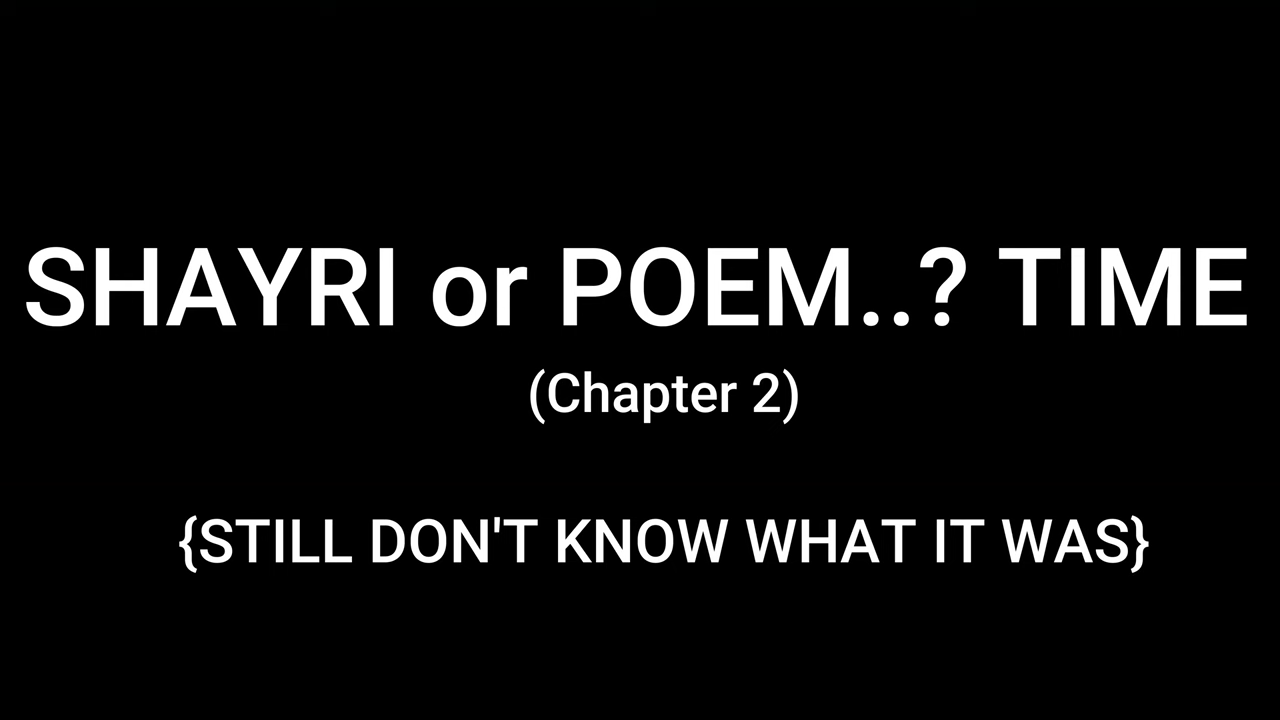 SHAYRI or POEM..? TIME
(Chapter 2)
{STILL DON'T KNOW WHAT IT WAS}